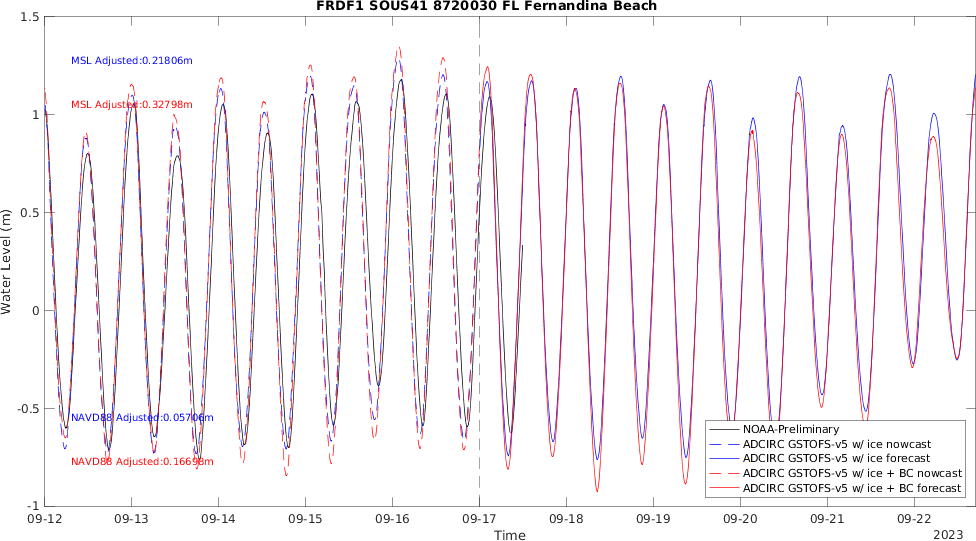 FRDF1 SOUS41 8720030 FL Fernandina Beach
1.5
1
0.5
0
-0.5
-1
Water Level (m)
MSL Adjusted:0.21806m
MSL Adjusted:0.32798m
NAVD88 Adjusted:0.05706m
NAVD88 Adjusted:0.16698m
NOAA-Preliminary
ADCIRC GSTOFS-v5 w/ ice nowcast
ADCIRC GSTOFS-v5 w/ ice forecast
ADCIRC GSTOFS-v5 w/ ice + BC nowcast
ADCIRC GSTOFS-v5 w/ ice + BC forecast
09-12 09-13 09-14 09-15 09-16 09-17 09-18 09-19 09-20 09-21 09-22
Time
2023